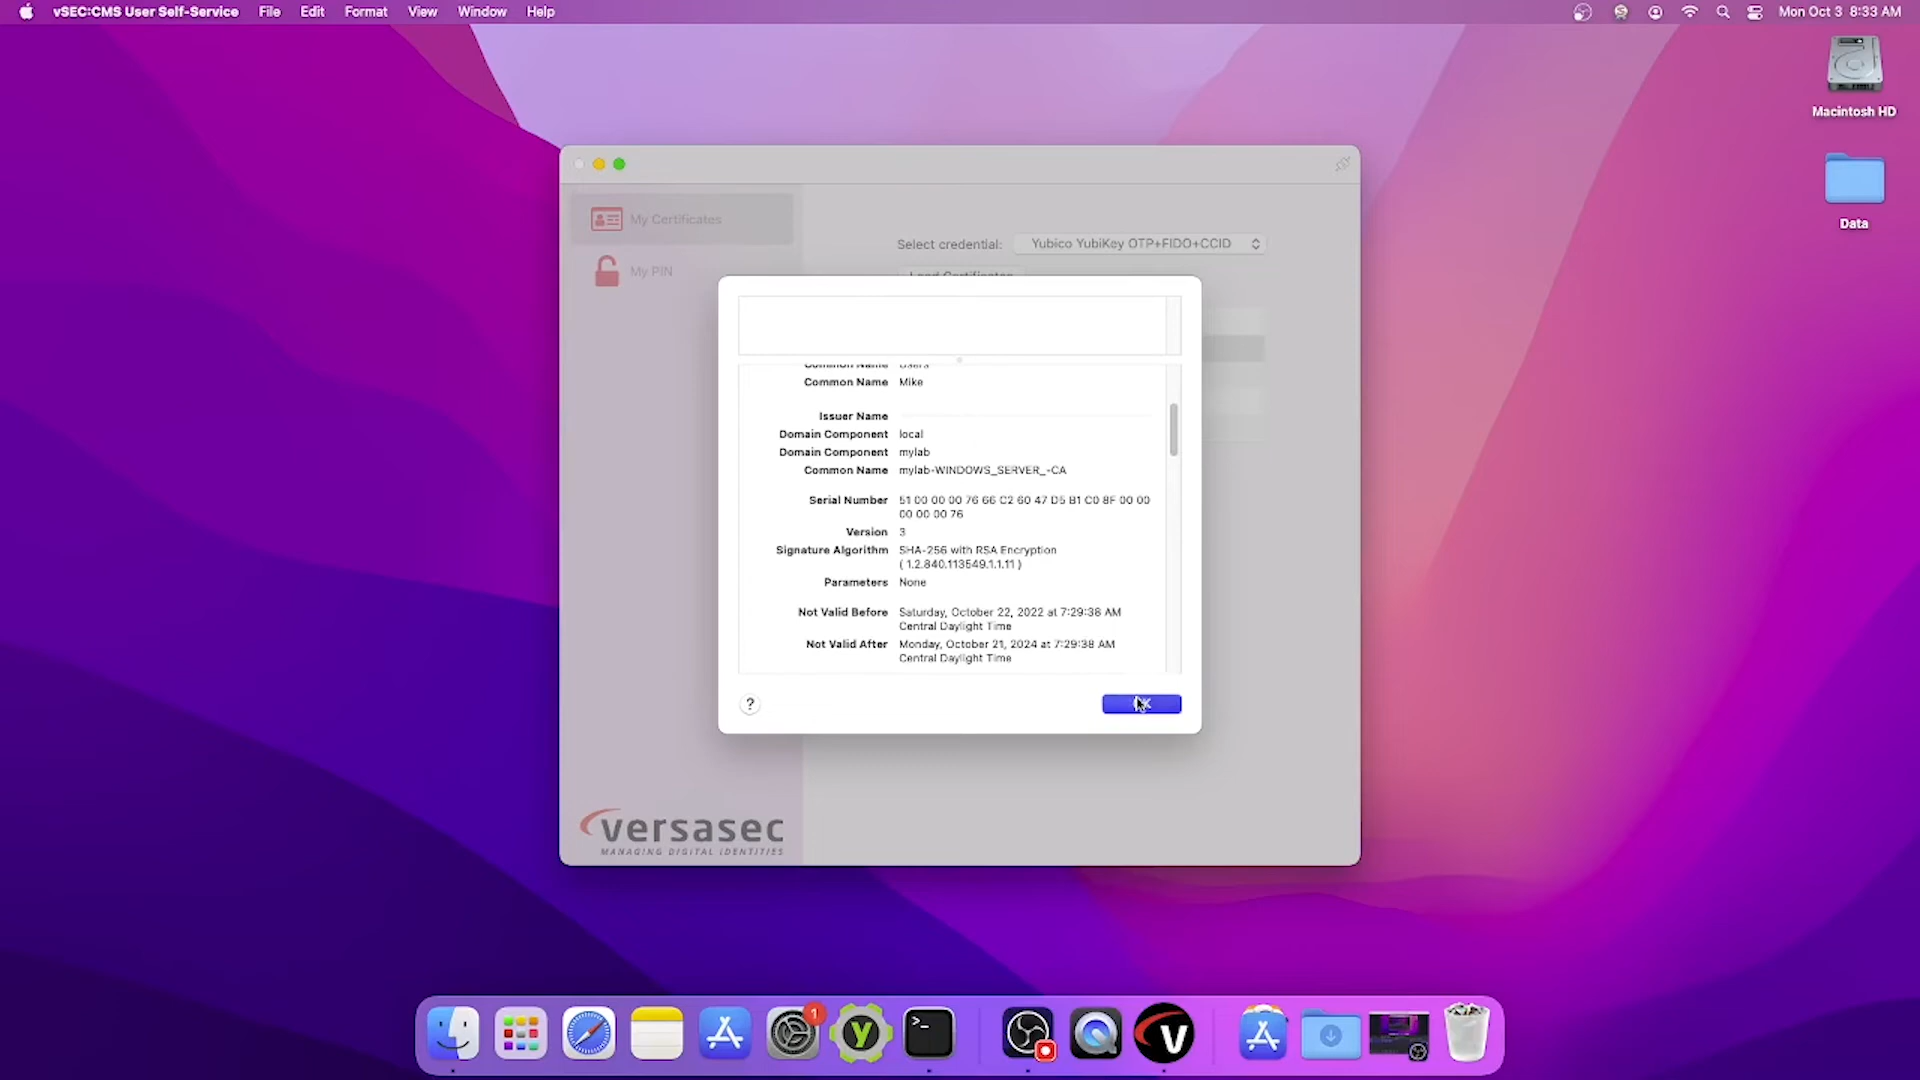 vSEC:CMS User Self-Service File Edit Format View Window Help Mon Oct 3 8:33 AM
Macintosh HD
Data
My Certificates
My PIN
Select credential: Yubico YubiKey OTP+FIDO+CCID
Load Certificates
Common Name Users
Common Name Mike
Issuer Name
Domain Component local
Domain Component mylab
Common Name mylab-WINDOWS_SERVER_-CA
Serial Number 51 00 00 00 76 66 C2 60 47 D5 B1 C0 8F 00 00
00 00 00 76
Version 3
Signature Algorithm SHA-256 with RSA Encryption
( 1.2.840.113549.1.1.11 )
Parameters None
Not Valid Before Saturday, October 22, 2022 at 7:29:38 AM
Central Daylight Time
Not Valid After Monday, October 21, 2024 at 7:29:38 AM
Central Daylight Time
?
versasec
MANAGING DIGITAL IDENTITIES
1
y
>_
V